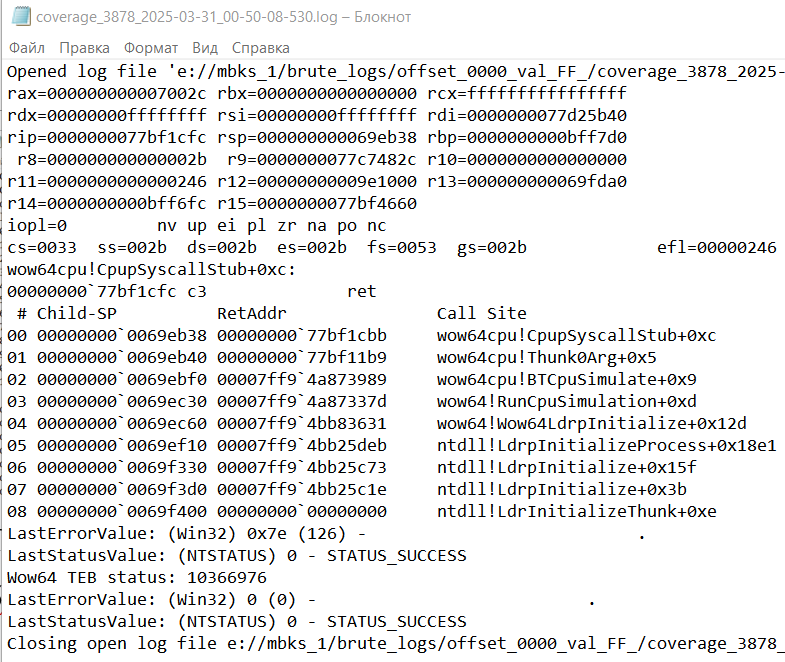 coverage_3878_2025-03-31_00-50-08-530.log – Блокнот
Файл Правка Формат Вид Справка
Opened log file 'e://mbks_1/brute_logs/offset_0000_val_FF_/coverage_3878_2025-
rax=000000000007002c rbx=0000000000000000 rcx=ffffffffffffffff
rdx=00000000ffffffff rsi=00000000ffffffff rdi=0000000077d25b40
rip=0000000077bf1cfc rsp=000000000069eb38 rbp=0000000000bff7d0
r8=000000000000002b r9=0000000077c7482c r10=0000000000000000
r11=0000000000000246 r12=00000000009e1000 r13=000000000069fda0
r14=0000000000bff6fc r15=0000000077bf4660
iopl=0 nv up ei pl zr na po nc
cs=0033 ss=002b ds=002b es=002b fs=0053 gs=002b efl=00000246
wow64cpu!CpupSyscallStub+0xc:
00000000`77bf1cfc c3 ret
# Child-SP RetAddr Call Site
00 00000000`0069eb38 00000000`77bf1cbb wow64cpu!CpupSyscallStub+0xc
01 00000000`0069eb40 00000000`77bf11b9 wow64cpu!Thunk0Arg+0x5
02 00000000`0069ebf0 00007ff9`4a873989 wow64cpu!BTCpuSimulate+0x9
03 00000000`0069ec30 00007ff9`4a87337d wow64!RunCpuSimulation+0xd
04 00000000`0069ec60 00007ff9`4bb83631 wow64!Wow64LdrpInitialize+0x12d
05 00000000`0069ef10 00007ff9`4bb25deb ntdll!LdrpInitializeProcess+0x18e1
06 00000000`0069f330 00007ff9`4bb25c73 ntdll!LdrpInitialize+0x15f
07 00000000`0069f3d0 00007ff9`4bb25c1e ntdll!LdrpInitialize+0x3b
08 00000000`0069f400 00000000`00000000 ntdll!LdrInitializeThunk+0xe
LastErrorValue: (Win32) 0x7e (126) - .
LastStatusValue: (NTSTATUS) 0 - STATUS_SUCCESS
Wow64 TEB status: 10366976
LastErrorValue: (Win32) 0 (0) - .
LastStatusValue: (NTSTATUS) 0 - STATUS_SUCCESS
Closing open log file e://mbks_1/brute_logs/offset_0000_val_FF_/coverage_3878_